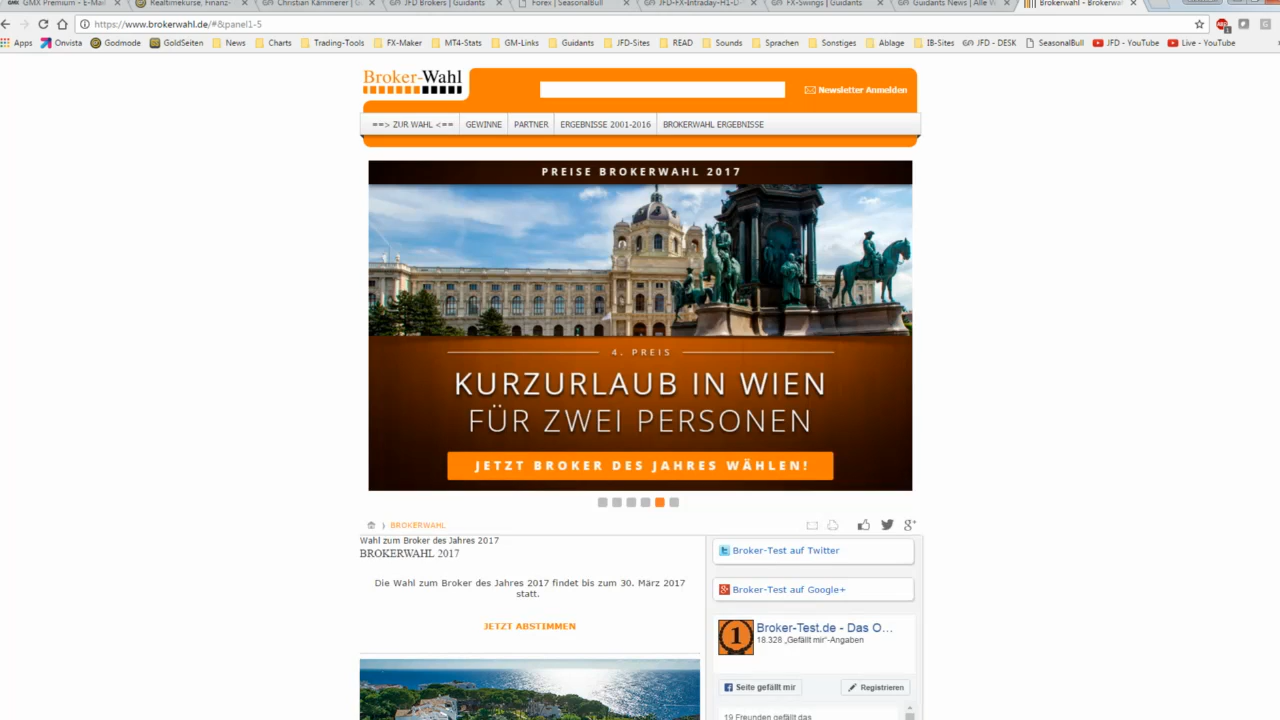 GMX Premium - E-Mail
Realtimekurse, Finanz-
Christian Kämmerer | G
JFD Brokers | Guidants
Forex | SeasonalBull
JFD-FX-Intraday-H1-D-
FX-Swings | Guidants
Guidants News | Alle W
Brokerwahl - Brokerwa
https://www.brokerwahl.de/#&panel1-5
Apps Onvista Godmode GoldSeiten News Charts Trading-Tools FX-Maker MT4-Stats GM-Links Guidants JFD-Sites READ Sounds Sprachen Sonstiges Ablage IB-Sites JFD - DESK SeasonalBull JFD - YouTube Live - YouTube
Broker-Wahl
Newsletter Anmelden
==> ZUR WAHL <== GEWINNE PARTNER ERGEBNISSE 2001-2016 BROKERWAHL ERGEBNISSE
PREISE BROKERWAHL 2017
4. PREIS
KURZURLAUB IN WIEN
FÜR ZWEI PERSONEN
JETZT BROKER DES JAHRES WÄHLEN!
BROKERWAHL
Wahl zum Broker des Jahres 2017
BROKERWAHL 2017
Die Wahl zum Broker des Jahres 2017 findet bis zum 30. März 2017
statt.
JETZT ABSTIMMEN
Broker-Test auf Twitter
Broker-Test auf Google+
1
Broker-Test.de - Das O...
18.328 „Gefällt mir"-Angaben
Seite gefällt mir
Registrieren
19 Freunden gefällt das